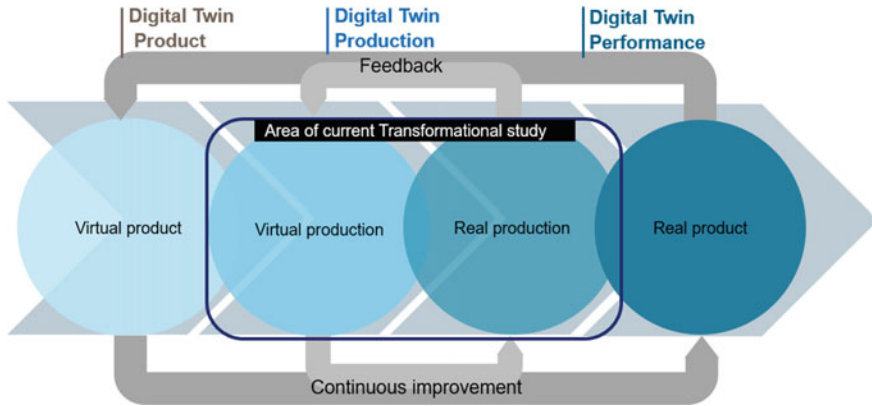 Digital Twin
Product
Digital Twin
Production
Digital Twin
Performance
Feedback
Area of current Transformational study
Virtual product
Virtual production
Real production
Real product
Continuous improvement